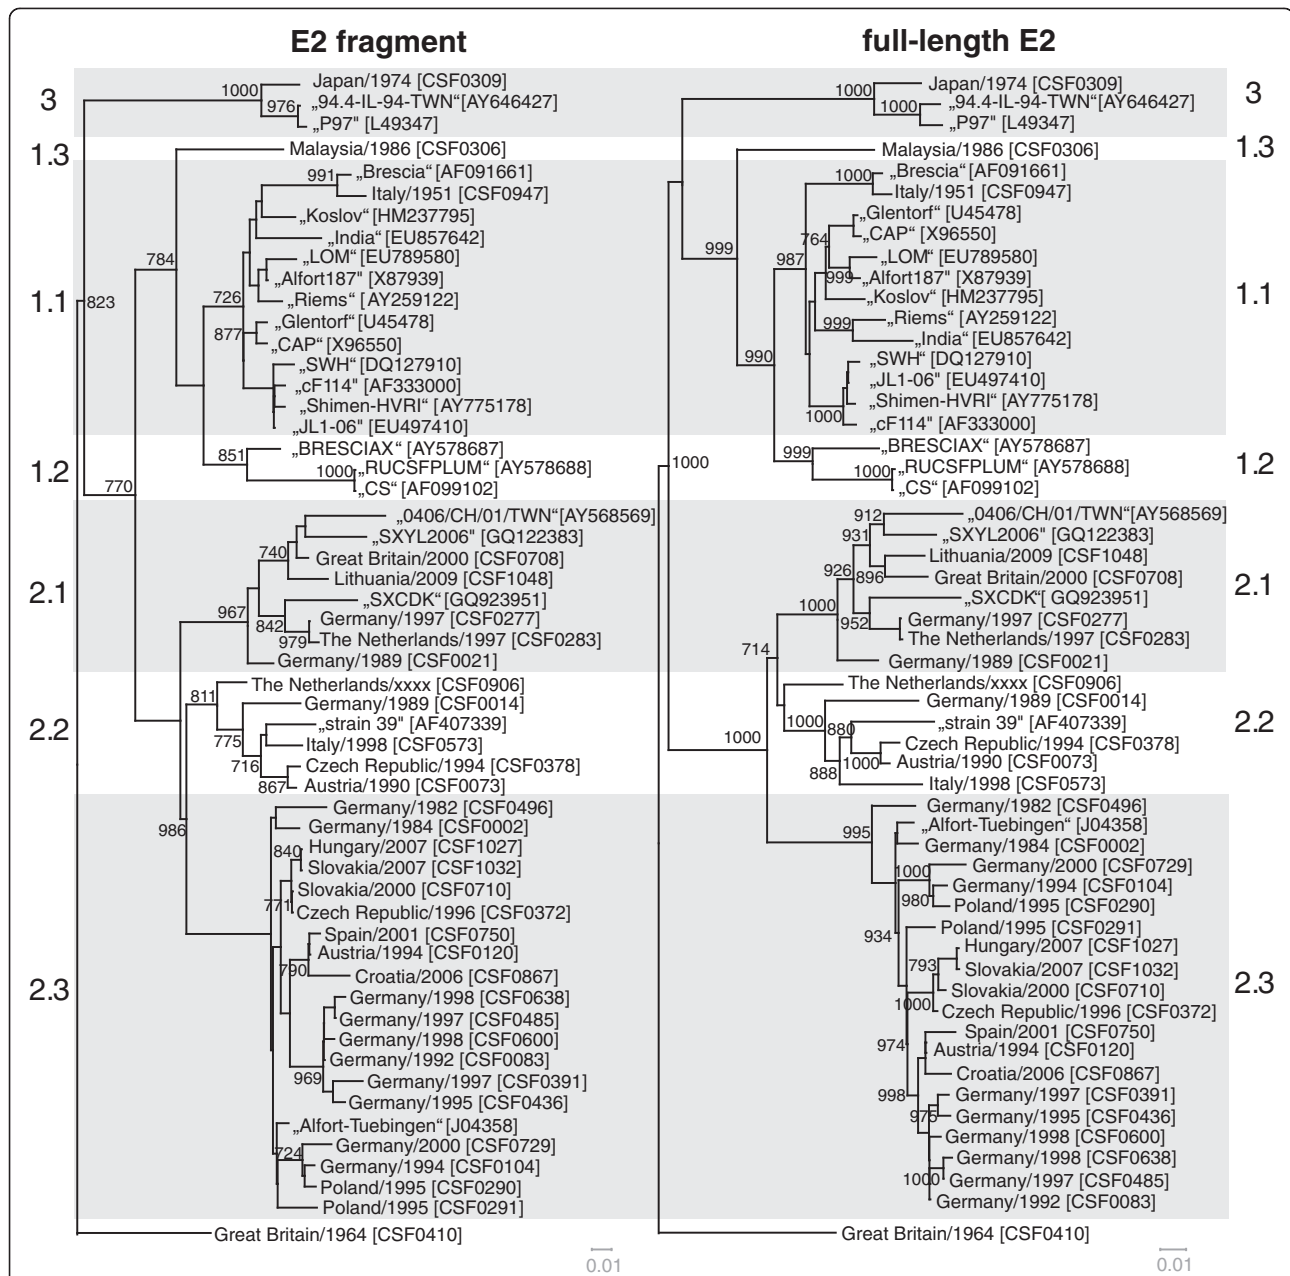 E2 fragment
3
1000
Japan/1974 [CSF0309]
976
„94.4-IL-94-TWN“[AY646427]
„P97" [L49347]
1.3
Malaysia/1986 [CSF0306]
1.1
991
„Brescia“ [AF091661]
Italy/1951 [CSF0947]
„Koslov“ [HM237795]
„India“ [EU857642]
784
„LOM“ [EU789580]
„Alfort187" [X87939]
726
„Riems“ [AY259122]
823
877
„Glentorf“ [U45478]
„CAP“ [X96550]
„SWH“ [DQ127910]
„cF114" [AF333000]
„Shimen-HVRI“ [AY775178]
„JL1-06" [EU497410]
1.2
851
„BRESCIAX“ [AY578687]
1000
„RUCSFPLUM“ [AY578688]
„CS“ [AF099102]
770
2.1
„0406/CH/01/TWN“[AY568569]
„SXYL2006" [GQ122383]
740
Great Britain/2000 [CSF0708]
Lithuania/2009 [CSF1048]
967
„SXCDK“ [GQ923951]
842
Germany/1997 [CSF0277]
979
The Netherlands/1997 [CSF0283]
Germany/1989 [CSF0021]
2.2
811
The Netherlands/xxxx [CSF0906]
Germany/1989 [CSF0014]
„strain 39" [AF407339]
775
Italy/1998 [CSF0573]
716
Czech Republic/1994 [CSF0378]
867
Austria/1990 [CSF0073]
986
2.3
Germany/1982 [CSF0496]
Germany/1984 [CSF0002]
840
Hungary/2007 [CSF1027]
Slovakia/2007 [CSF1032]
Slovakia/2000 [CSF0710]
771
Czech Republic/1996 [CSF0372]
Spain/2001 [CSF0750]
Austria/1994 [CSF0120]
790
Croatia/2006 [CSF0867]
Germany/1998 [CSF0638]
Germany/1997 [CSF0485]
Germany/1998 [CSF0600]
Germany/1992 [CSF0083]
969
Germany/1997 [CSF0391]
Germany/1995 [CSF0436]
„Alfort-Tuebingen“ [J04358]
724
Germany/2000 [CSF0729]
Germany/1994 [CSF0104]
Poland/1995 [CSF0290]
Poland/1995 [CSF0291]
Great Britain/1964 [CSF0410]
0.01
full-length E2
3
1000
Japan/1974 [CSF0309]
1000
„94.4-IL-94-TWN“[AY646427]
„P97" [L49347]
1.3
Malaysia/1986 [CSF0306]
1.1
1000
„Brescia“ [AF091661]
Italy/1951 [CSF0947]
„Glentorf“ [U45478]
764
„CAP“ [X96550]
999
987
„LOM“ [EU789580]
999
„Alfort187" [X87939]
„Koslov“ [HM237795]
999
„Riems“ [AY259122]
„India“ [EU857642]
990
„SWH“ [DQ127910]
„JL1-06" [EU497410]
„Shimen-HVRI“ [AY775178]
1000
„cF114" [AF333000]
1.2
999
„BRESCIAX“ [AY578687]
1000
1000
„RUCSFPLUM“ [AY578688]
„CS“ [AF099102]
2.1
912
„0406/CH/01/TWN“[AY568569]
931
„SXYL2006" [GQ122383]
Lithuania/2009 [CSF1048]
926
896
Great Britain/2000 [CSF0708]
1000
„SXCDK“[ GQ923951]
952
Germany/1997 [CSF0277]
The Netherlands/1997 [CSF0283]
714
Germany/1989 [CSF0021]
2.2
The Netherlands/xxxx [CSF0906]
Germany/1989 [CSF0014]
1000
880
„strain 39" [AF407339]
1000
Czech Republic/1994 [CSF0378]
1000
Austria/1990 [CSF0073]
888
Italy/1998 [CSF0573]
2.3
Germany/1982 [CSF0496]
995
„Alfort-Tuebingen“ [J04358]
Germany/1984 [CSF0002]
1000
Germany/2000 [CSF0729]
Germany/1994 [CSF0104]
980
Poland/1995 [CSF0290]
934
Poland/1995 [CSF0291]
Hungary/2007 [CSF1027]
793
Slovakia/2007 [CSF1032]
Slovakia/2000 [CSF0710]
1000
Czech Republic/1996 [CSF0372]
Spain/2001 [CSF0750]
974
Austria/1994 [CSF0120]
Croatia/2006 [CSF0867]
998
Germany/1997 [CSF0391]
Germany/1995 [CSF0436]
Germany/1998 [CSF0600]
Germany/1998 [CSF0638]
1000
Germany/1997 [CSF0485]
Germany/1992 [CSF0083]
Great Britain/1964 [CSF0410]
0.01